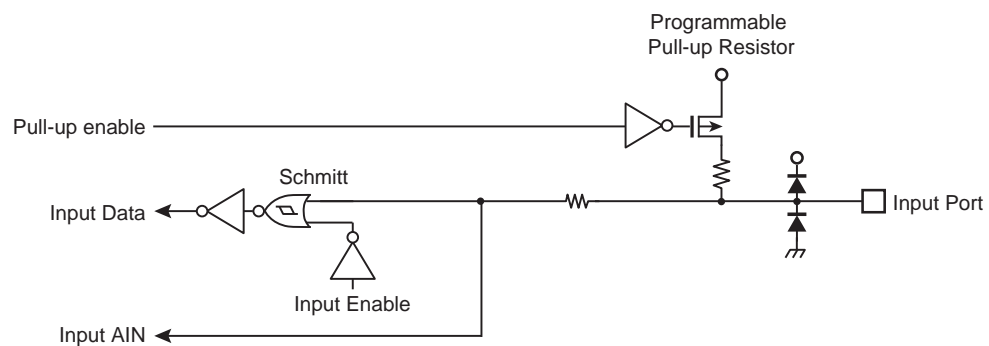 Programmable
Pull-up Resistor
Pull-up enable
Schmitt
Input Data
Input Port
Input Enable
Input AIN